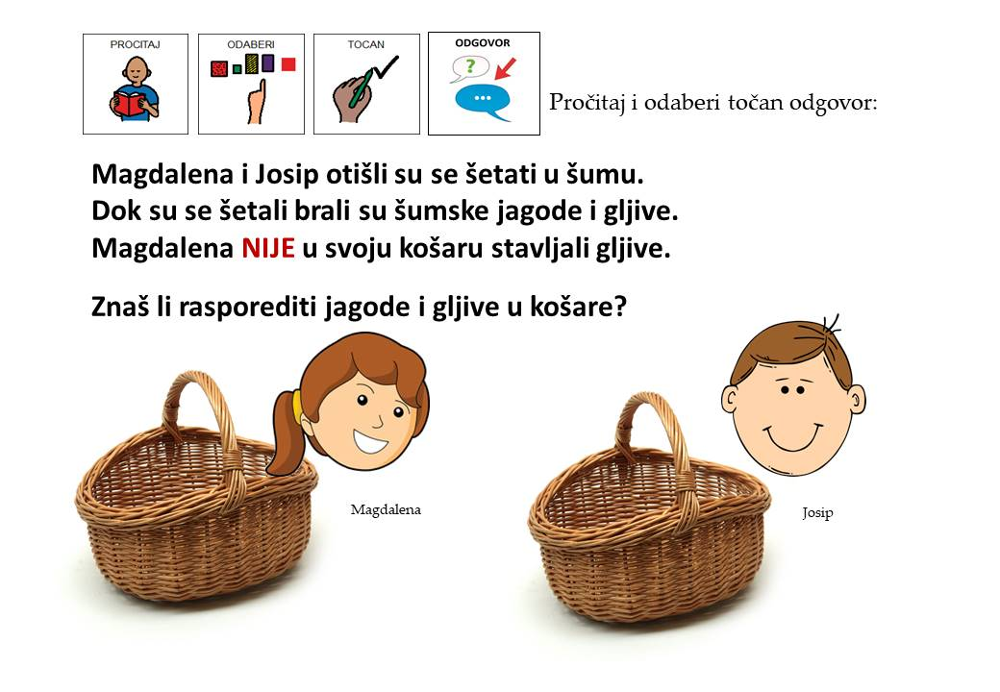 PROCITAJ
ODABERI
TOCAN
ODGOVOR
?
...
Pročitaj i odaberi točan odgovor:
Magdalena i Josip otišli su se šetati u šumu.
Dok su se šetali brali su šumske jagode i gljive.
Magdalena NIJE u svoju košaru stavljali gljive.
Znaš li rasporediti jagode i gljive u košare?
Magdalena
Josip